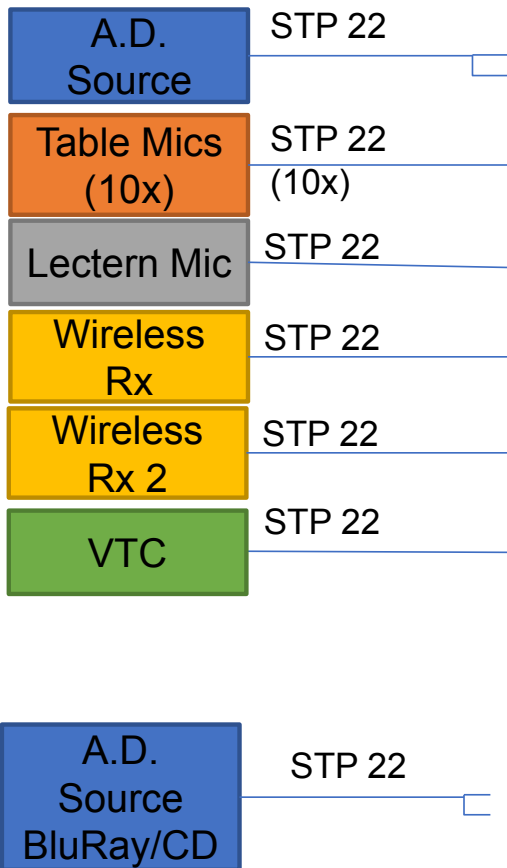 A.D.
Source
STP 22
Table Mics
(10x)
STP 22
(10x)
Lectern Mic
STP 22
Wireless
Rx
STP 22
Wireless
Rx 2
STP 22
VTC
STP 22
A.D.
Source
BluRay/CD
STP 22